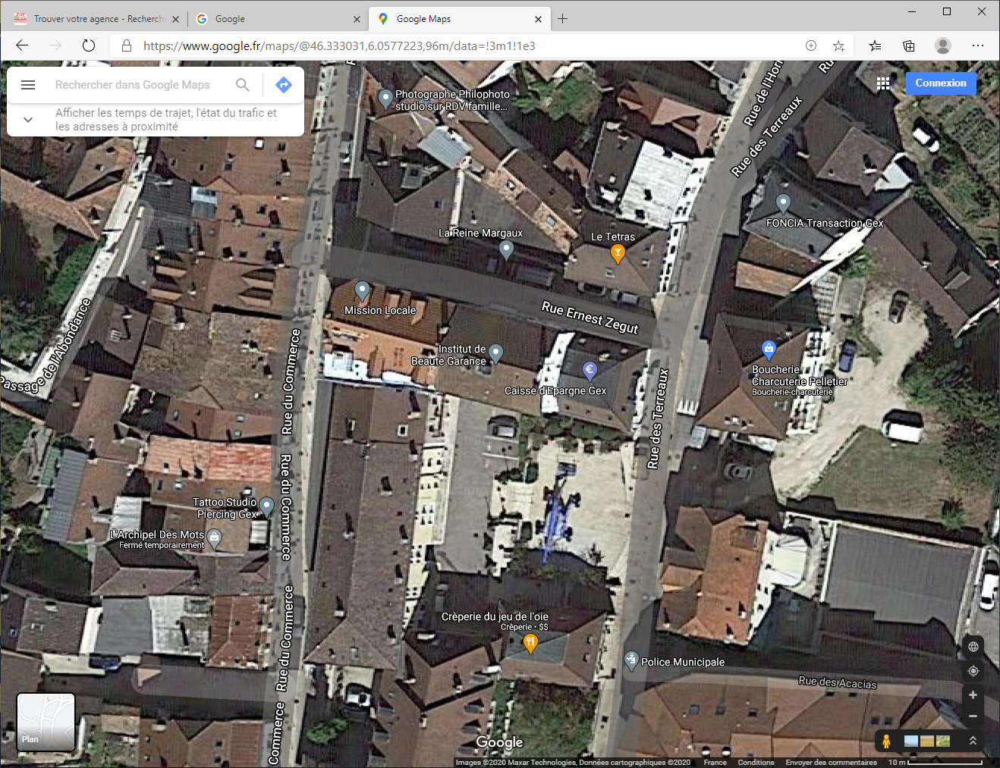 Trouver votre agence - Recherch
Google
Google Maps
https://www.google.fr/maps/@46.333031,6.0577223,96m/data=!3m1!1e3
Rechercher dans Google Maps
Afficher les temps de trajet, l'état du trafic et
les adresses à proximité
Connexion
Photographe Philophoto
studio sur RDV famille...
Rue de l'Hôr
Ru
Rue des Terreaux
FONCIA Transaction Gex
La Reine Margaux
Le Tetras
Mission Locale
Rue Ernest Zegut
Passage de l'Abondance
Rue du Commerce
Institut de
Beaute Garance
Caisse d'Epargne Gex
Boucherie
Charcuterie Pelletier
Boucherie-charcuterie
Rue des Terreaux
Rue du Commerce
Tattoo Studio
Piercing Gex
L'Archipel Des Mots
Fermé temporairement
Rue du Commerce
Crèperie du jeu de l'oie
Crêperie • $$
Police Municipale
Rue des Acacias
Commerce
Plan
Google
Images ©2020 Maxar Technologies, Données cartographiques ©2020 France Conditions Envoyer des commentaires 10 m